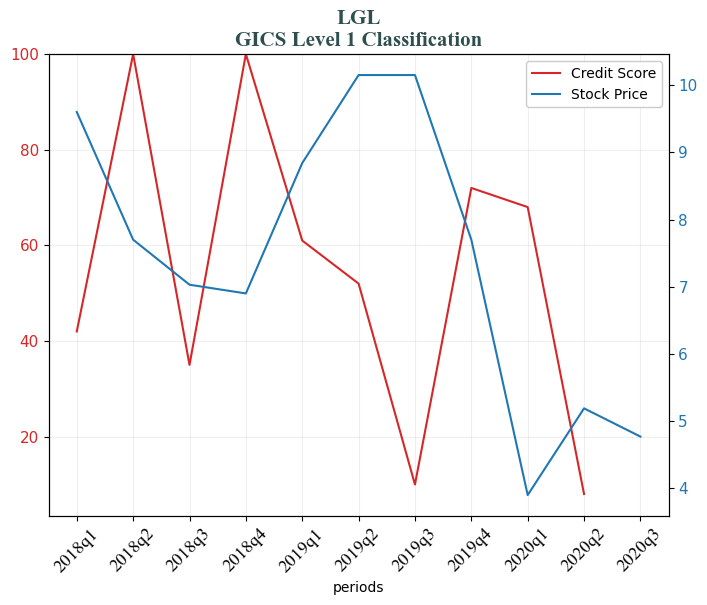 LGL
GICS Level 1 Classification
Credit Score
Stock Price
100
80
60
40
20
10
9
8
7
6
5
4
2018q1
2018q2
2018q3
2018q4
2019q1
2019q2
2019q3
2019q4
2020q1
2020q2
2020q3
periods